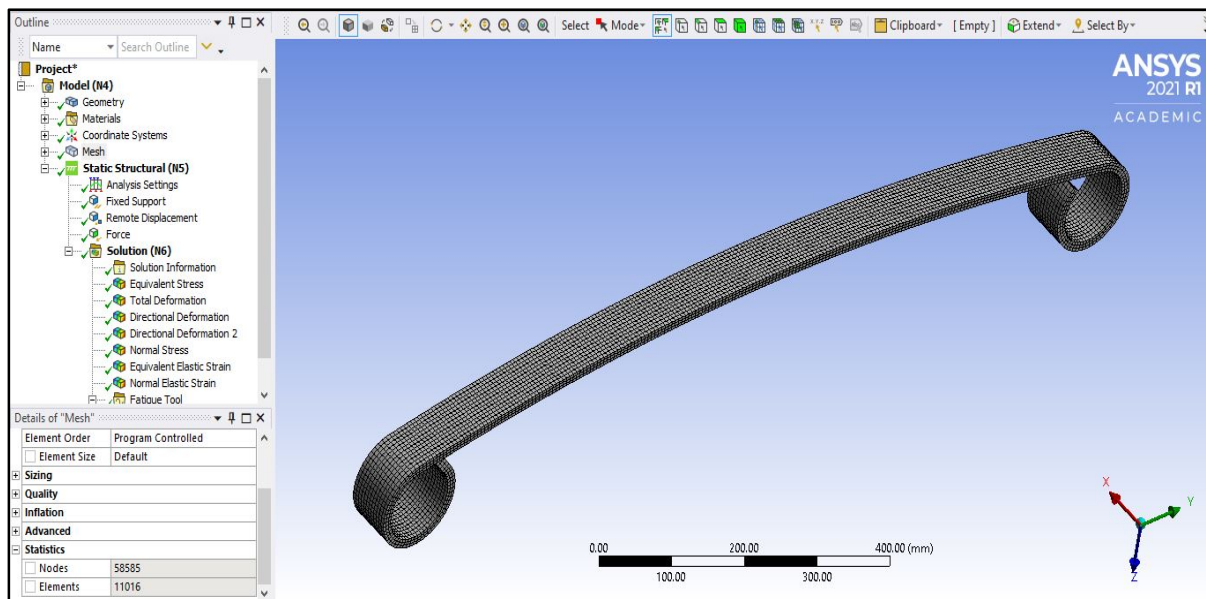 Outline
Name
Search Outline
Project*
Model (N4)
Geometry
Materials
Coordinate Systems
Mesh
Static Structural (N5)
Analysis Settings
Fixed Support
Remote Displacement
Force
Solution (N6)
Solution Information
Equivalent Stress
Total Deformation
Directional Deformation
Directional Deformation 2
Normal Stress
Equivalent Elastic Strain
Normal Elastic Strain
Fatigue Tool
Details of "Mesh"
Element Order Program Controlled
Element Size Default
Sizing
Quality
Inflation
Advanced
Statistics
Nodes 58585
Elements 11016
Select Mode Clipboard [ Empty ] Extend Select By
ANSYS
2021 R1
ACADEMIC
0.00 200.00 400.00 (mm)
100.00 300.00
X
Y
Z